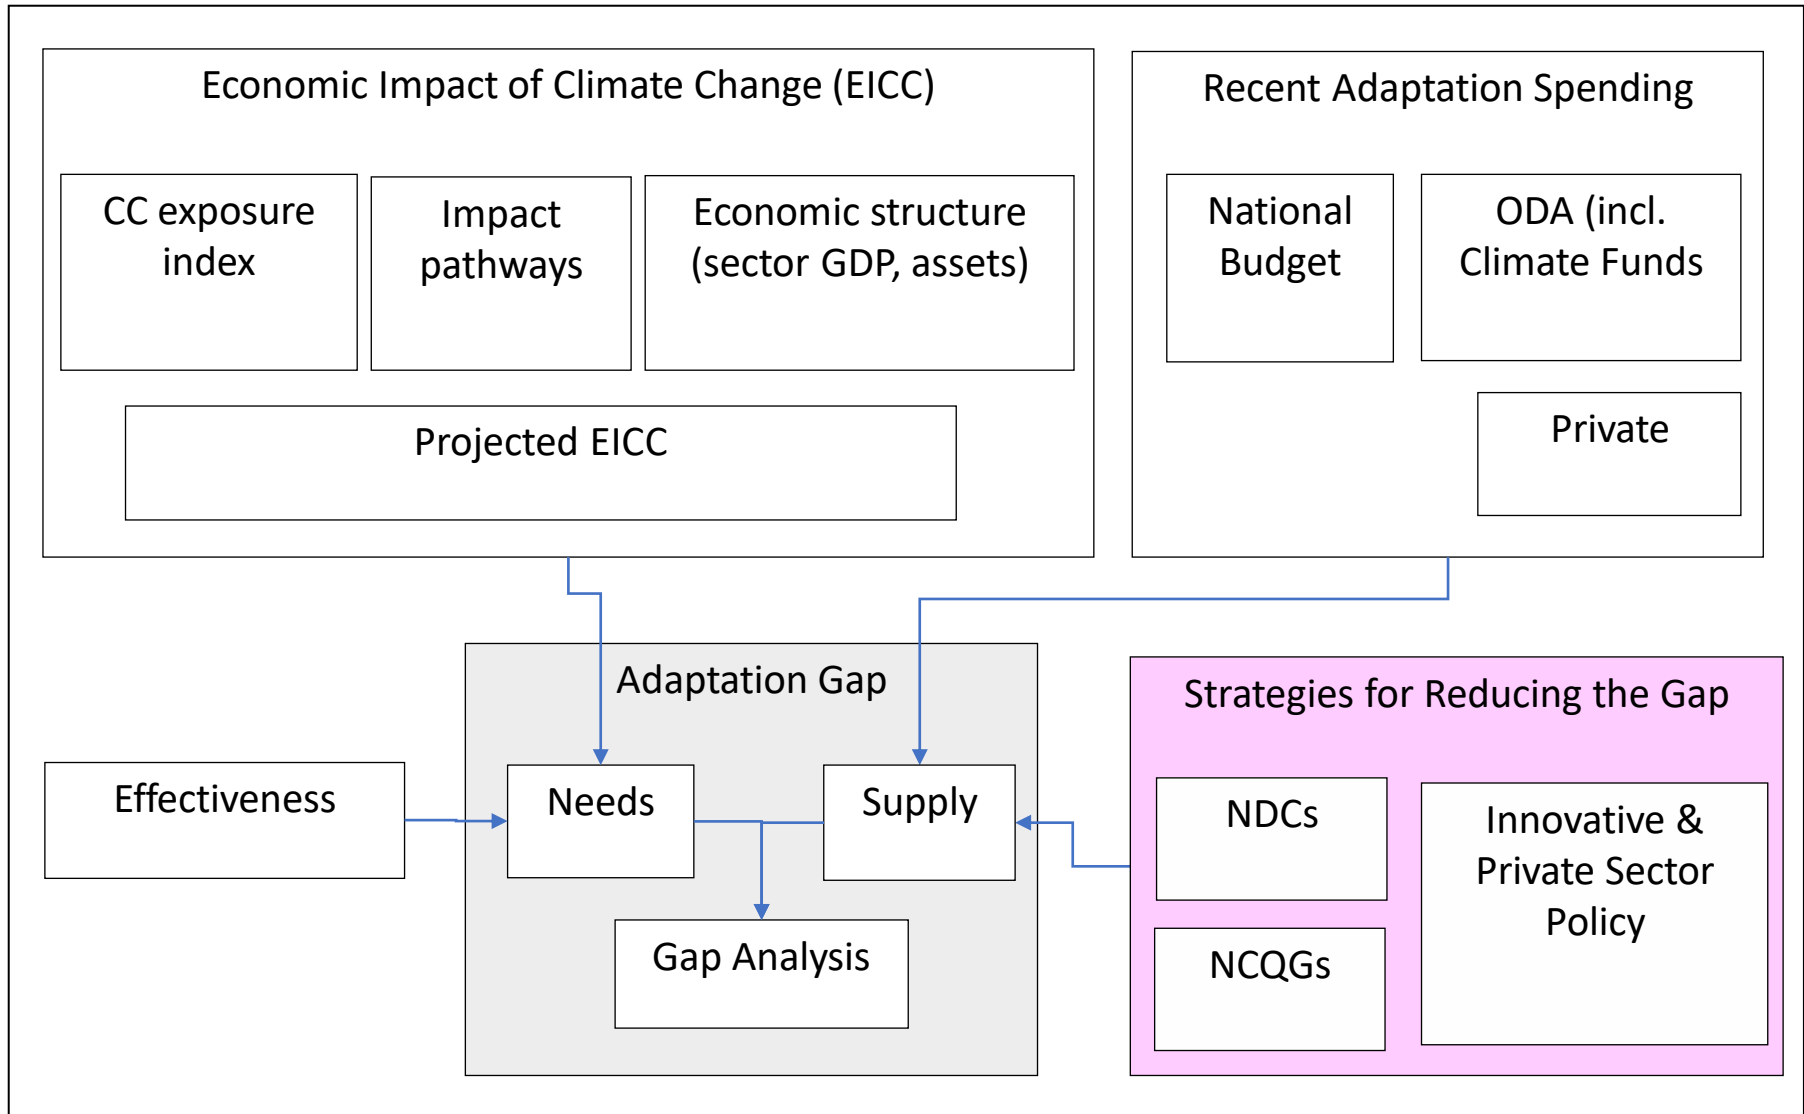 Economic Impact of Climate Change (EICC)
CC exposure
index
Impact
pathways
Economic structure
(sector GDP, assets)
Projected EICC
Recent Adaptation Spending
National
Budget
ODA (incl.
Climate Funds
Private
Adaptation Gap
Effectiveness
Needs
Supply
Gap Analysis
Strategies for Reducing the Gap
NDCs
NCQGs
Innovative &
Private Sector
Policy